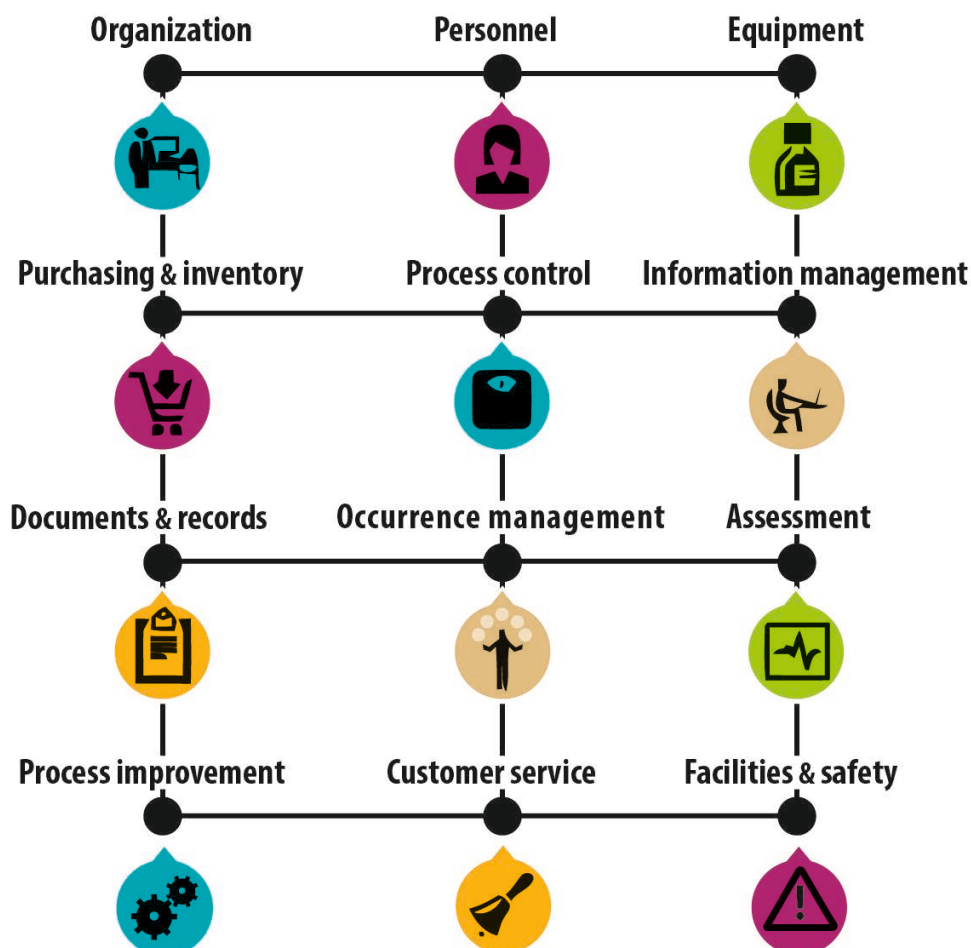 Organization
Personnel
Equipment
Purchasing & inventory
Process control
Information management
Documents & records
Occurrence management
Assessment
Process improvement
Customer service
Facilities & safety